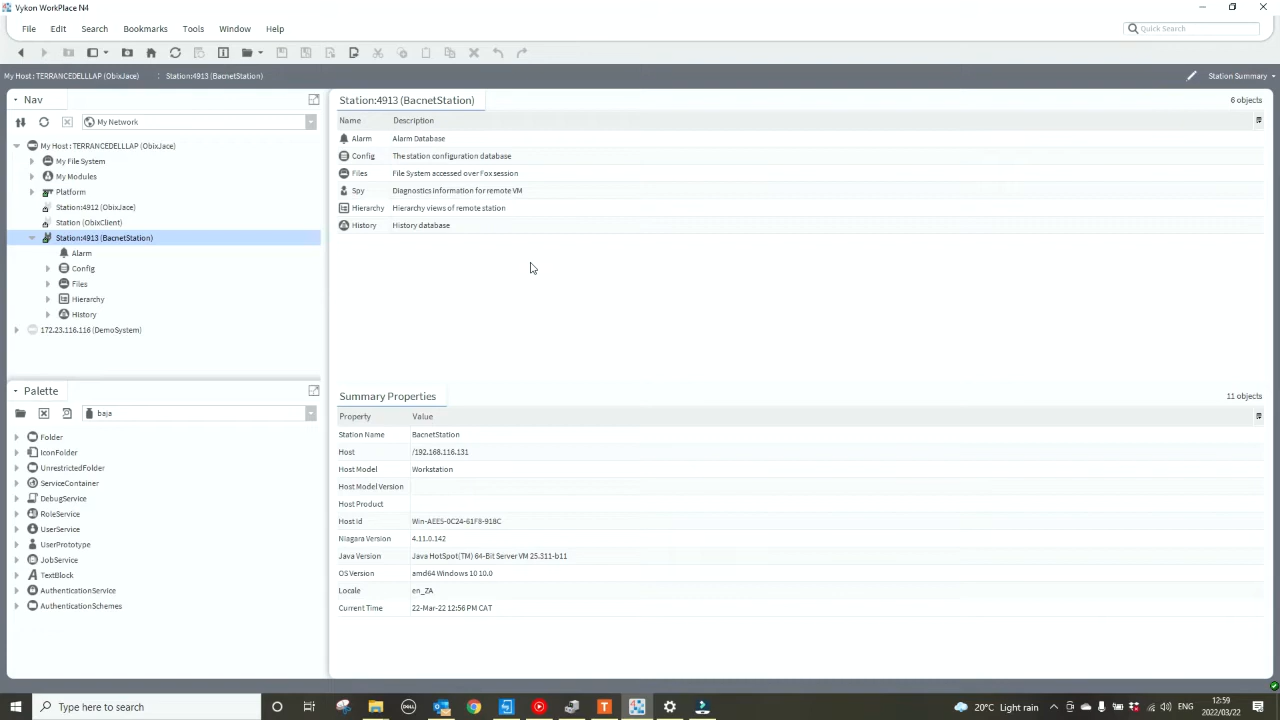 Vykon WorkPlace N4
File Edit Search Bookmarks Tools Window Help
Quick Search
My Host : TERRANCEDELLLAP (ObixJace) : Station:4913 (BacnetStation)
Station Summary
Nav
My Network
My Host : TERRANCEDELLLAP (ObixJace)
My File System
My Modules
Platform
Station:4912 (ObixJace)
Station (ObixClient)
Station:4913 (BacnetStation)
Alarm
Config
Files
Hierarchy
History
172.23.116.116 (DemoSystem)
Palette
baja
Folder
IconFolder
UnrestrictedFolder
ServiceContainer
DebugService
RoleService
UserService
UserPrototype
JobService
TextBlock
AuthenticationService
AuthenticationSchemes
Station:4913 (BacnetStation)
6 objects
Name Description
Alarm Alarm Database
Config The station configuration database
Files File System accessed over Fox session
Spy Diagnostics information for remote VM
Hierarchy Hierarchy views of remote station
History History database
Summary Properties
11 objects
Property Value
Station Name BacnetStation
Host /192.168.116.131
Host Model Workstation
Host Model Version
Host Product
Host Id Win-AEE5-0C24-61F8-918C
Niagara Version 4.11.0.142
Java Version Java HotSpot(TM) 64-Bit Server VM 25.311-b11
OS Version amd64 Windows 10 10.0
Locale en_ZA
Current Time 22-Mar-22 12:56 PM CAT
Type here to search
DELL
T
20°C Light rain
12:59
2022/03/22